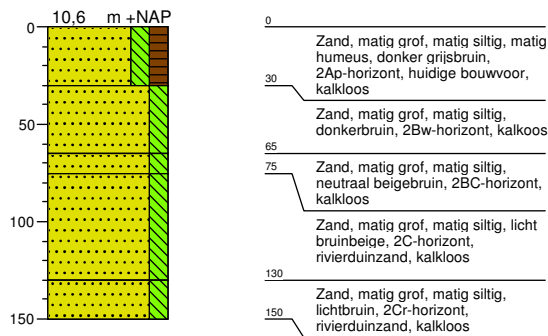 10,6 m +NAP
0
50
100
150
0
Zand, matig grof, matig siltig, matig
humeus, donker grijsbruin,
2Ap-horizont, huidige bouwvoor,
kalkloos
30
Zand, matig grof, matig siltig,
donkerbruin, 2Bw-horizont, kalkoos
65
Zand, matig grof, matig siltig,
neutraal beigebruin, 2BC-horizont,
kalkloos
75
Zand, matig grof, matig siltig, licht
bruinbeige, 2C-horizont,
rivierduinzand, kalkloos
130
Zand, matig grof, matig siltig,
lichtbruin, 2Cr-horizont,
rivierduinzand, kalkloos
150